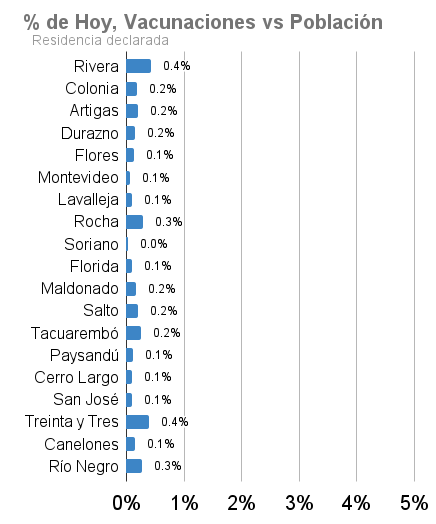 % de Hoy, Vacunaciones vs Población
Residencia declarada
Rivera 0.4%
Colonia 0.2%
Artigas 0.2%
Durazno 0.2%
Flores 0.1%
Montevideo 0.1%
Lavalleja 0.1%
Rocha 0.3%
Soriano 0.0%
Florida 0.1%
Maldonado 0.2%
Salto 0.2%
Tacuarembó 0.2%
Paysandú 0.1%
Cerro Largo 0.1%
San José 0.1%
Treinta y Tres 0.4%
Canelones 0.1%
Río Negro 0.3%
0% 1% 2% 3% 4% 5%